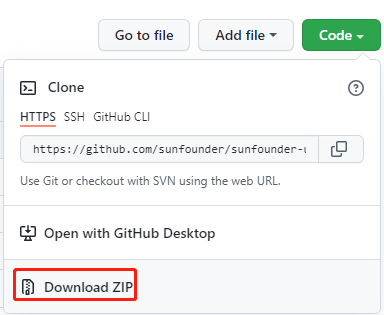 Go to file Add file Code
Clone
HTTPS SSH GitHub CLI
https://github.com/sunfounder/sunfounder-
Use Git or checkout with SVN using the web URL.
Open with GitHub Desktop
Download ZIP